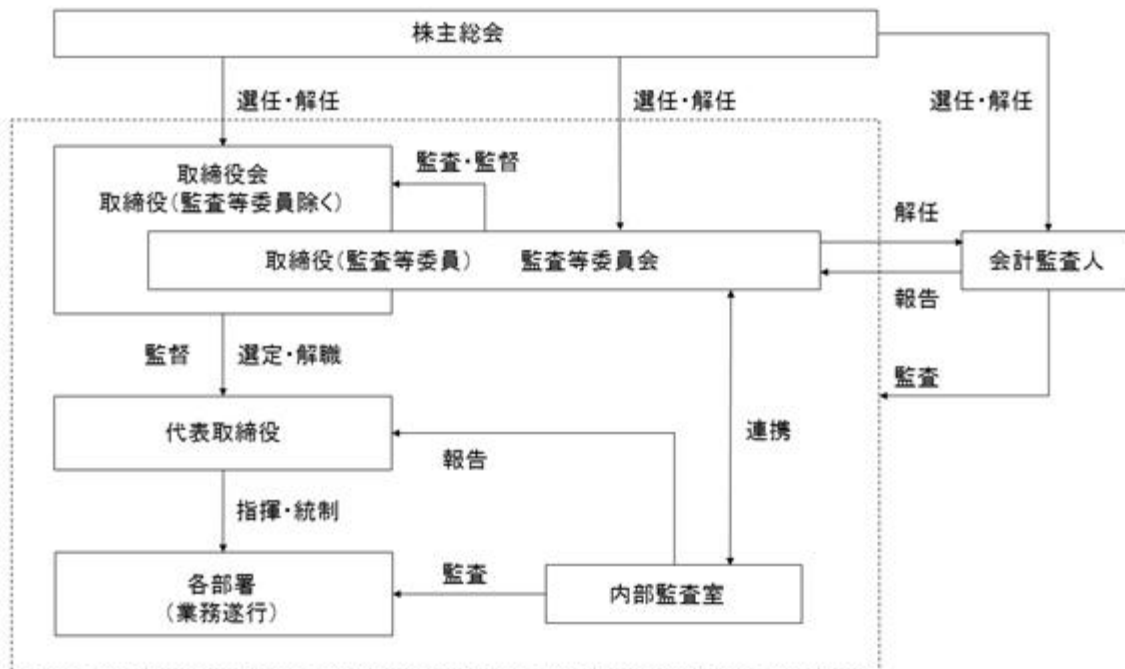 株主総会
選任・解任
選任・解任
選任・解任
取締役会
取締役(監査等委員除く)
監査・監督
取締役(監査等委員)
監査等委員会
解任
会計監査人
報告
監督
選定・解職
監査
代表取締役
報告
連携
指揮・統制
各部署
(業務遂行)
監査
内部監査室